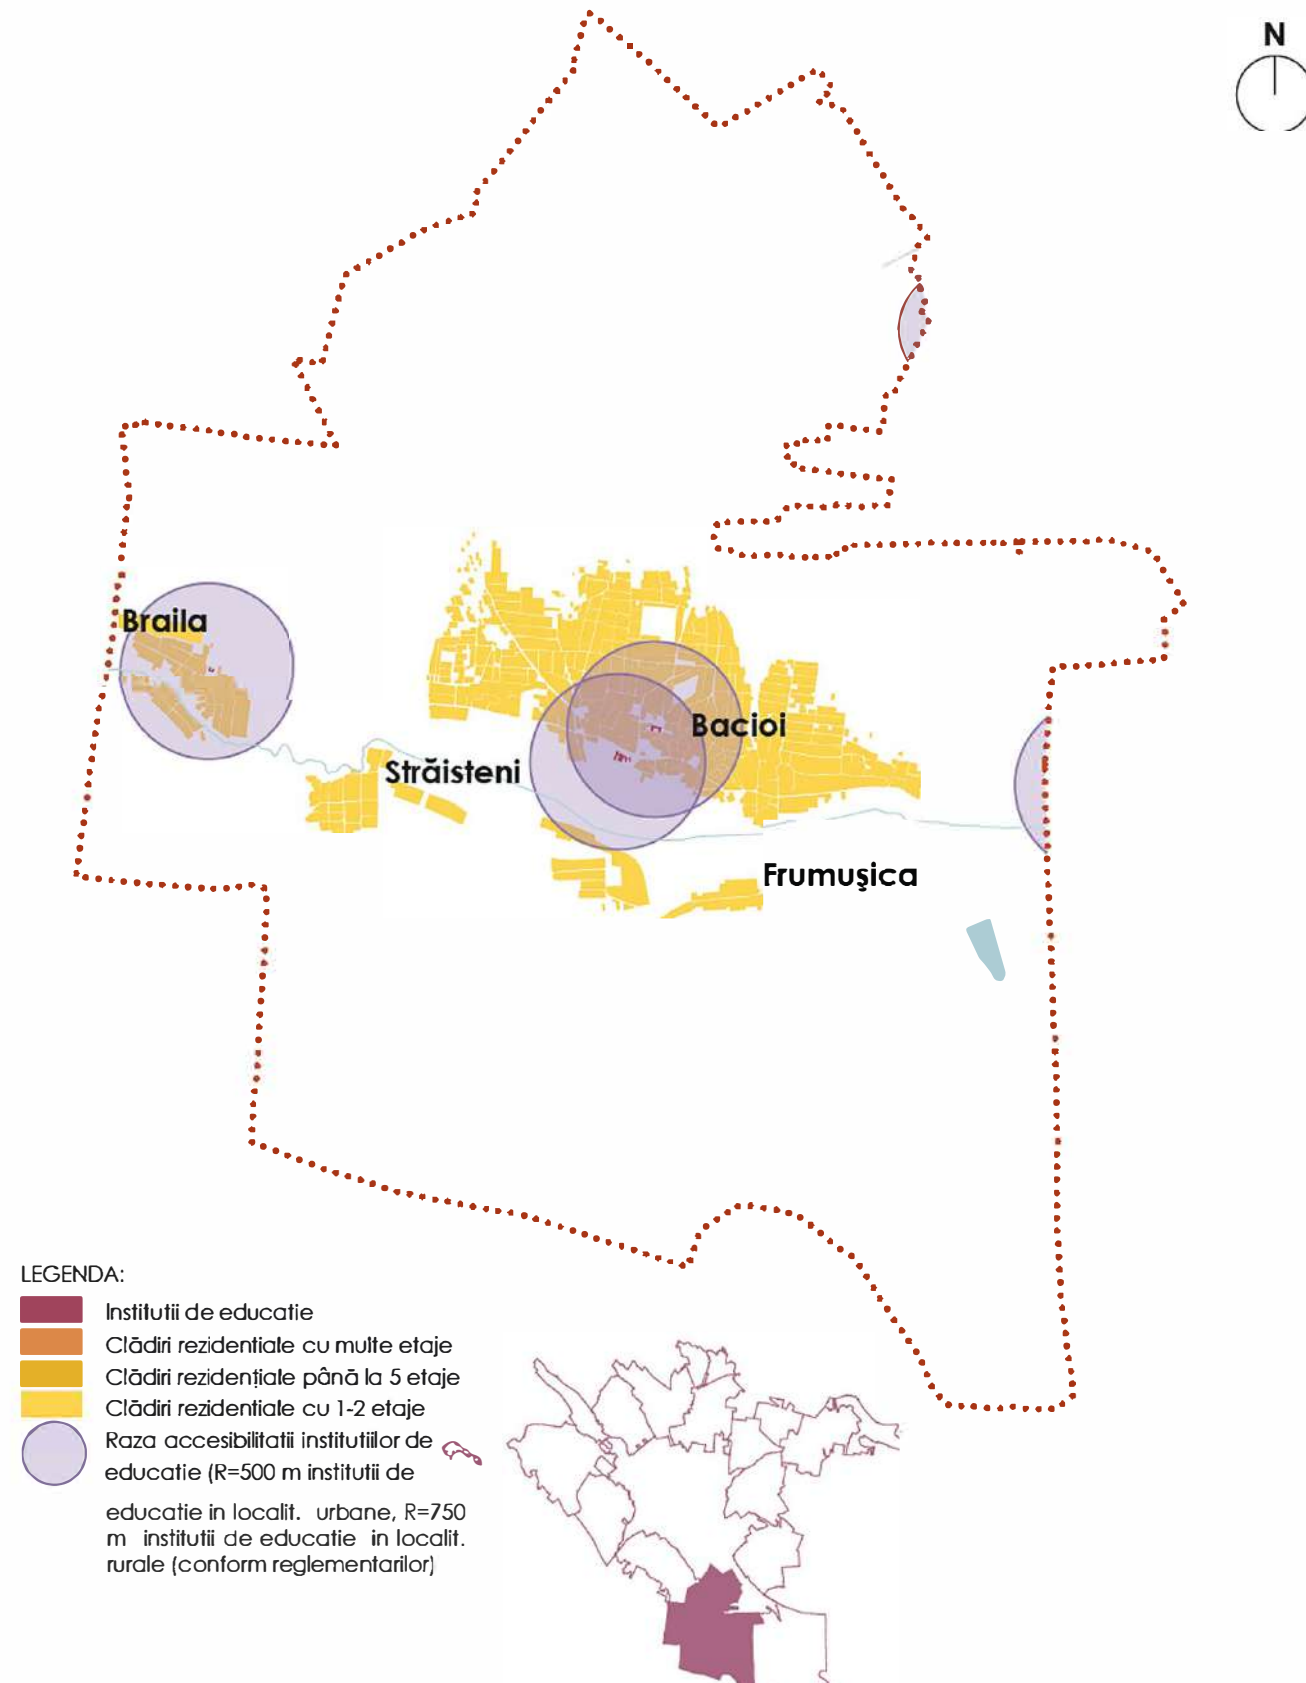 N
Braila
Bacioi
Străisteni
Frumușica
LEGENDA:
Institutii de educatie
Clădiri rezidentiale cu multe etaje
Clădiri rezidențiale până la 5 etaje
Clădiri rezidentiale cu 1-2 etaje
Raza accesibilitatii institutiilor de
educatie (R=500 m institutii de
educatie in localit. urbane, R=750
m institutii de educatie in localit.
rurale (conform reglementarilor)